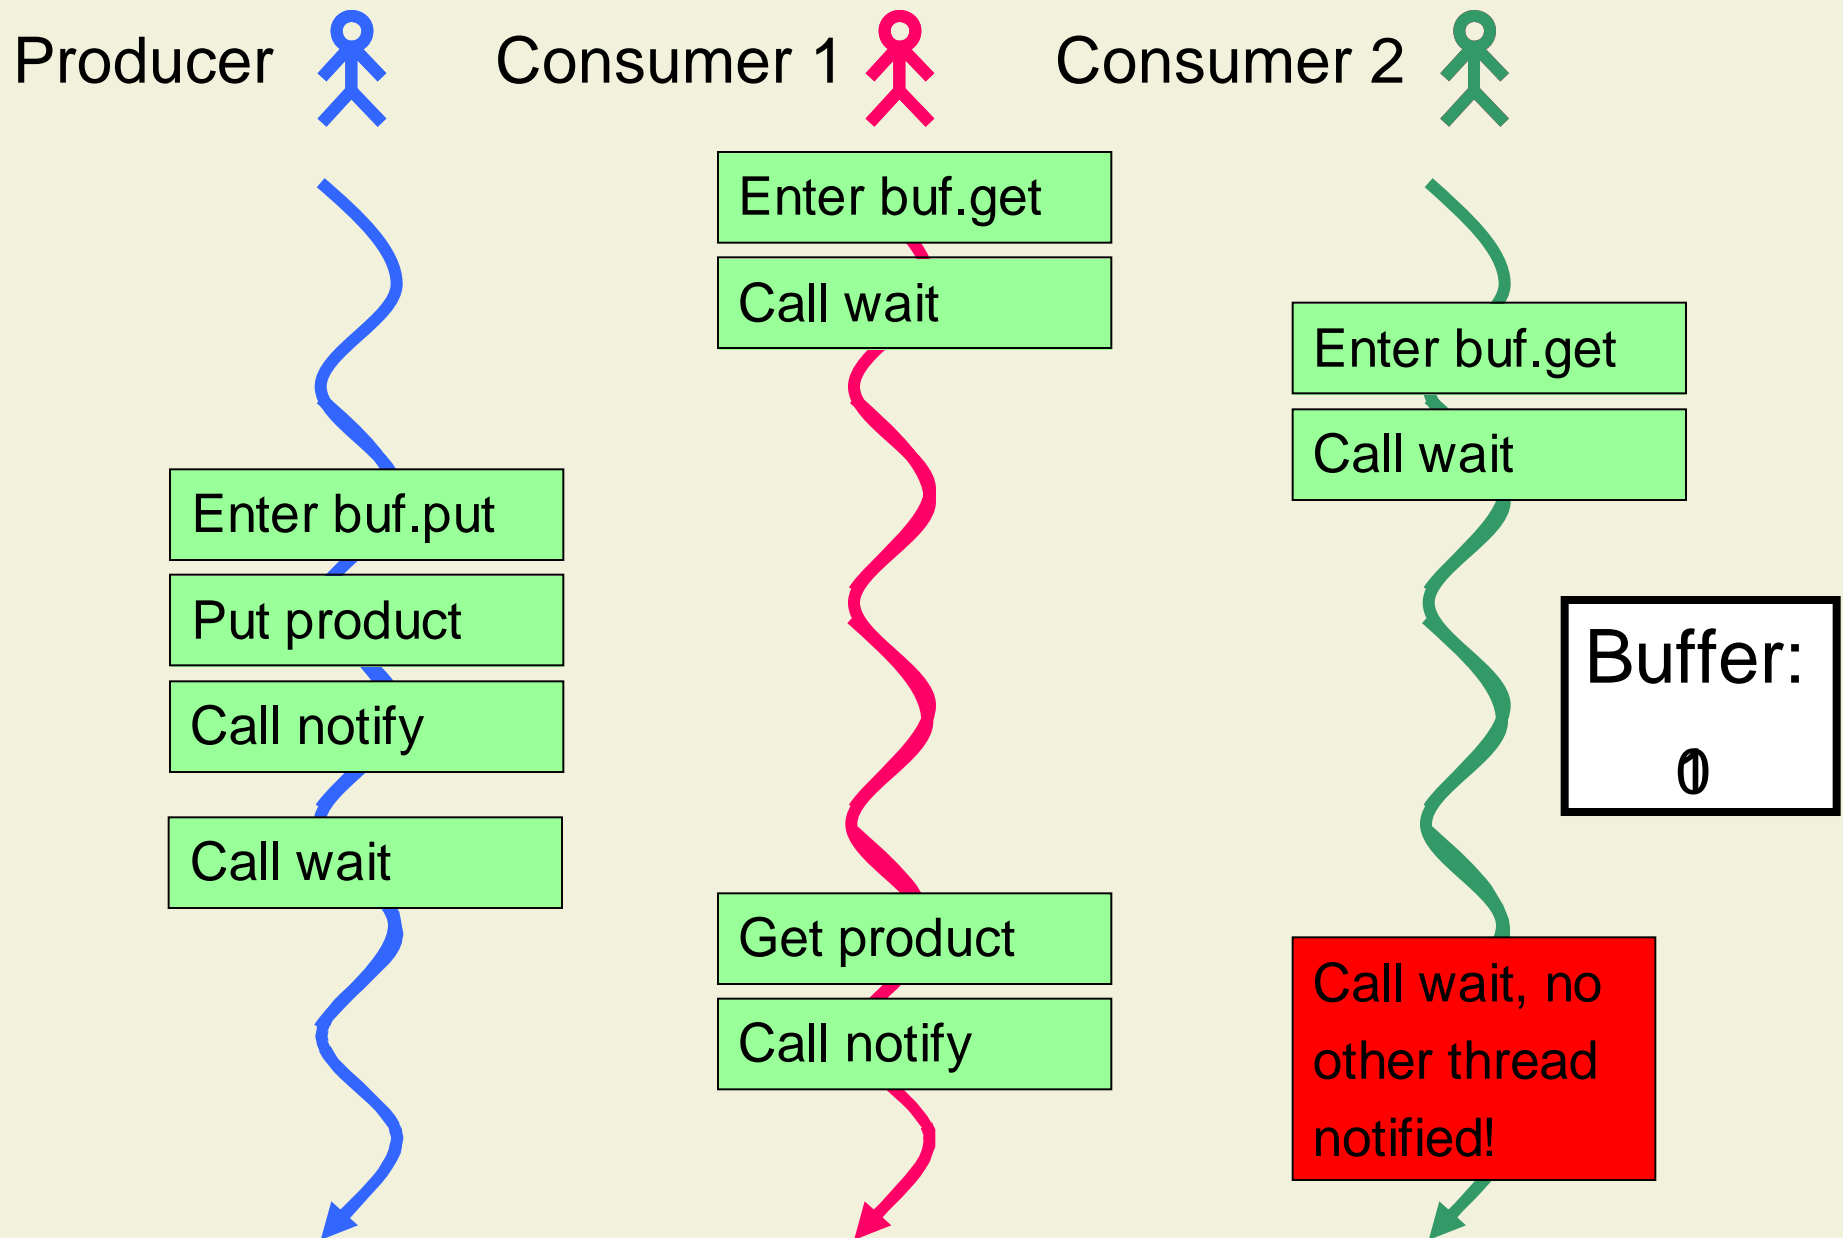 Producer
Consumer 1
Consumer 2
Enter buf.get
Call wait
Enter buf.get
Call wait
Enter buf.put
Put product
Call notify
Call wait
Buffer:
Get product
Call notify
Call wait, no
other thread
notified!